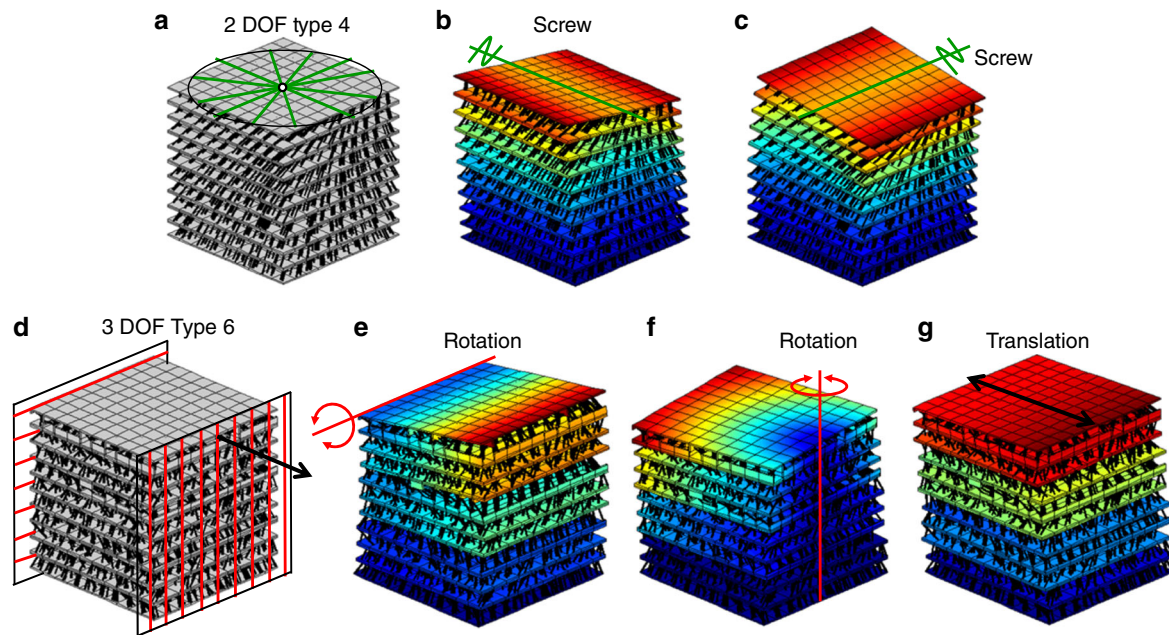 a
2 DOF type 4
b
Screw
c
Screw
d
3 DOF Type 6
e
Rotation
f
Rotation
g
Translation